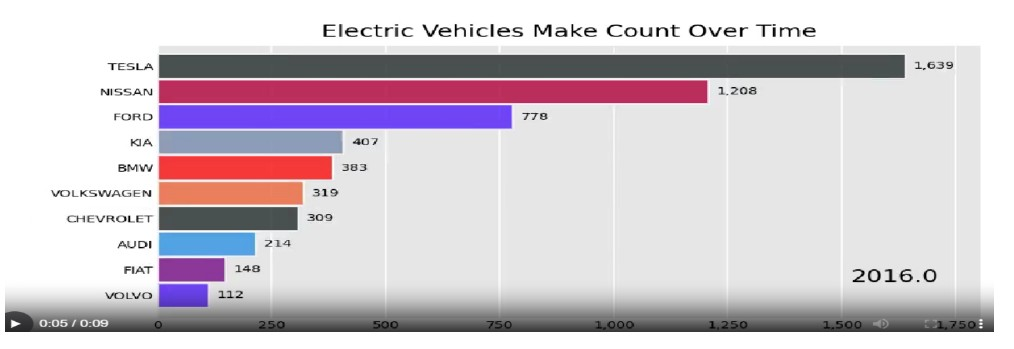 Electric Vehicles Make Count Over Time
TESLA 1,639
NISSAN 1,208
FORD 778
KIA 407
BMW 383
VOLKSWAGEN 319
CHEVROLET 309
AUDI 214
FIAT 148
2016.0
VOLVO 112
0:05 / 0:09 0 250 500 750 1,000 1,250 1,500 1,750